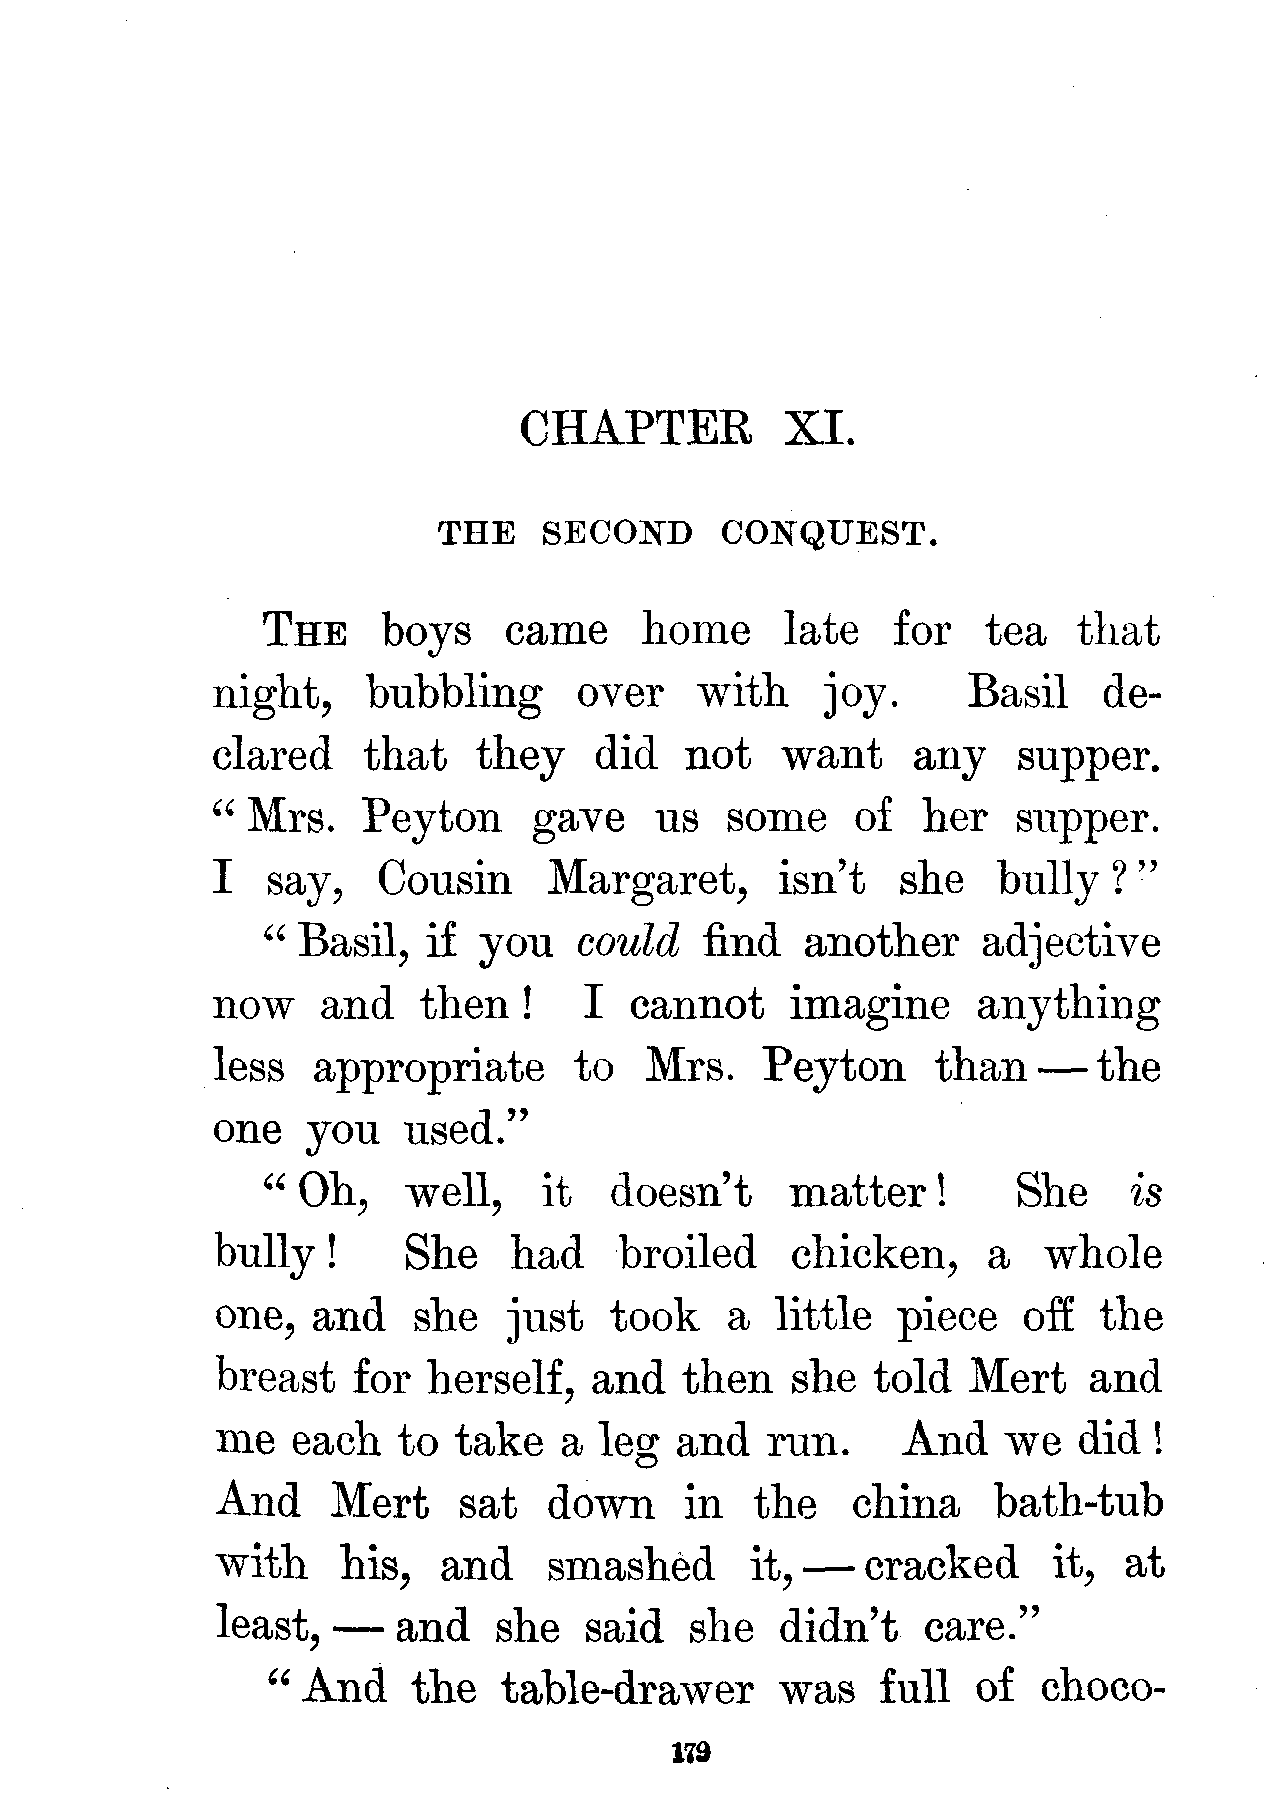 CHAPTER XI.
THE SECOND CONQUEST.
THE boys came home late for tea that
night, bubbling over with joy. Basil de-
clared that they did not want any supper.
“Mrs. Peyton gave us some of her supper.
I say, Cousin Margaret, isn’t she bully?”
“Basil, if you could find another adjective
now and then! I cannot imagine anything
less appropriate to Mrs. Peyton than—the
one you used.”
“Oh, well, it doesn’t matter! She is
bully! She had broiled chicken, a whole
one, and she just took a little piece off the
breast for herself, and then she told Mert and
me each to take a leg and run. And we did!
And Mert sat down in the china bath-tub
with his, and smashed it,—cracked it, at
least,—and she said she didn’t care.”
“And the table-drawer was full of choco-
179